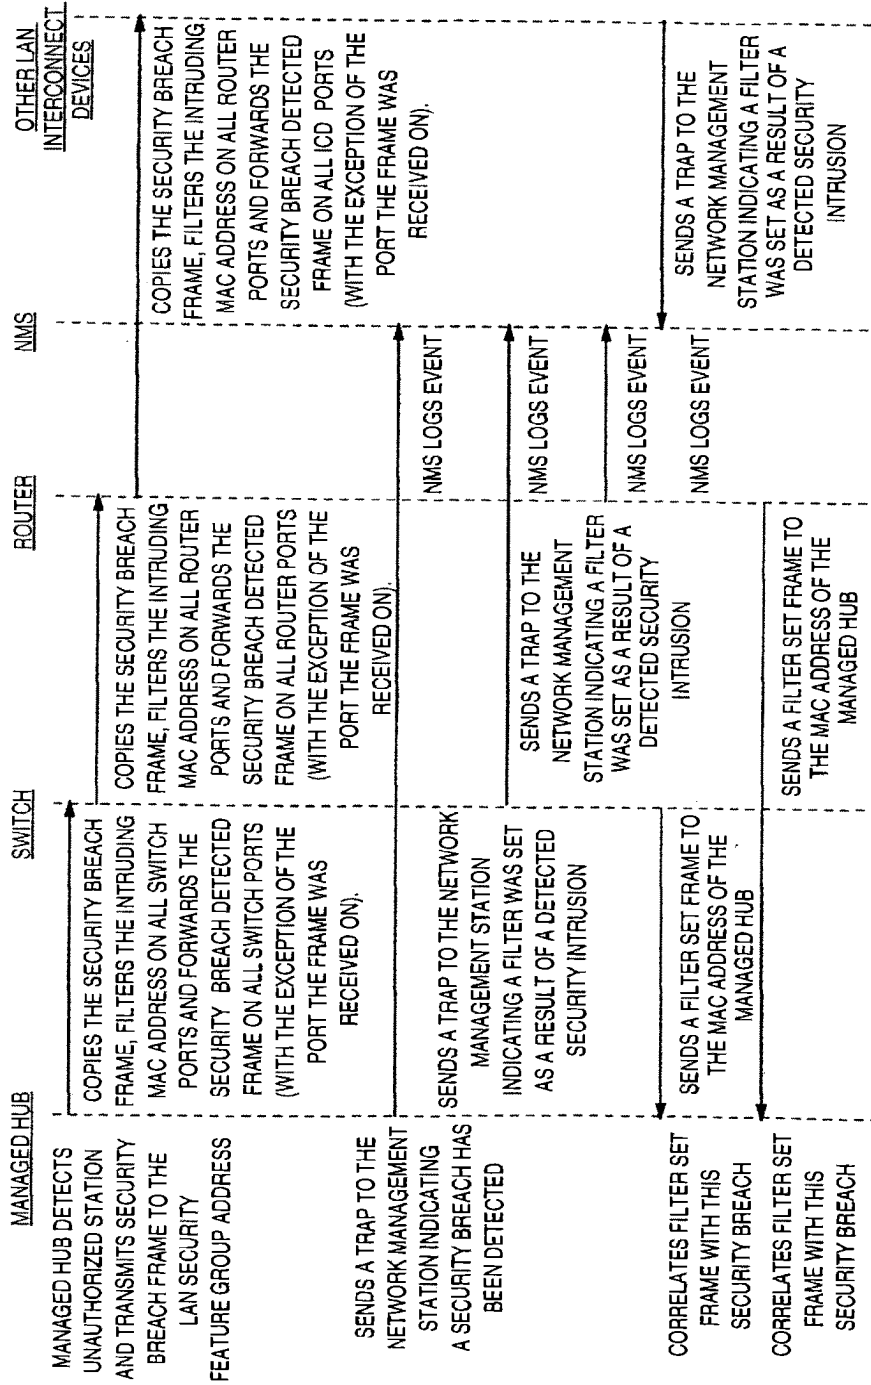 MANAGED HUB
MANAGED HUB DETECTS
UNAUTHORIZED STATION
AND TRANSMITS SECURITY
BREACH FRAME TO THE
LAN SECURITY
FEATURE GROUP ADDRESS
SENDS A TRAP TO THE
NETWORK MANAGEMENT
STATION INDICATING
A SECURITY BREACH HAS
BEEN DETECTED
CORRELATES FILTER SET
FRAME WITH THIS
SECURITY BREACH
CORRELATES FILTER SET
FRAME WITH THIS
SECURITY BREACH
SWITCH
COPIES THE SECURITY BREACH
FRAME, FILTERS THE INTRUDING
MAC ADDRESS ON ALL SWITCH
PORTS AND FORWARDS THE
SECURITY BREACH DETECTED
FRAME ON ALL SWITCH PORTS
(WITH THE EXCEPTION OF THE
PORT THE FRAME WAS
RECEIVED ON).
SENDS A TRAP TO THE NETWORK
MANAGEMENT STATION
INDICATING A FILTER WAS SET
AS A RESULT OF A DETECTED
SECURITY INTRUSION
SENDS A FILTER SET FRAME TO
THE MAC ADDRESS OF THE
MANAGED HUB
ROUTER
COPIES THE SECURITY BREACH
FRAME, FILTERS THE INTRUDING
MAC ADDRESS ON ALL ROUTER
PORTS AND FORWARDS THE
SECURITY BREACH DETECTED
FRAME ON ALL ROUTER PORTS
(WITH THE EXCEPTION OF THE
PORT THE FRAME WAS
RECEIVED ON).
SENDS A TRAP TO THE
NETWORK MANAGEMENT
STATION INDICATING A FILTER
WAS SET AS A RESULT OF A
DETECTED SECURITY
INTRUSION
SENDS A FILTER SET FRAME TO
THE MAC ADDRESS OF THE
MANAGED HUB
NMS
NMS LOGS EVENT
NMS LOGS EVENT
NMS LOGS EVENT
NMS LOGS EVENT
OTHER LAN
INTERCONNECT
DEVICES
COPIES THE SECURITY BREACH
FRAME, FILTERS THE INTRUDING
MAC ADDRESS ON ALL ROUTER
PORTS AND FORWARDS THE
SECURITY BREACH DETECTED
FRAME ON ALL ICD PORTS
(WITH THE EXCEPTION OF THE
PORT THE FRAME WAS
RECEIVED ON).
SENDS A TRAP TO THE
NETWORK MANAGEMENT
STATION INDICATING A FILTER
WAS SET AS A RESULT OF A
DETECTED SECURITY
INTRUSION